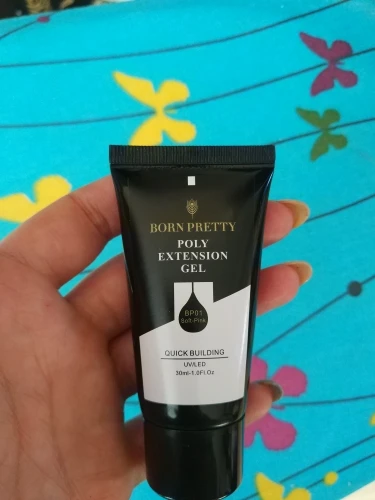 BORN PRETTY
POLY
EXTENSION
GEL
BP01
Soft-Pink
QUICK BUILDING
UV/LED
30ml-1.0Fl.Oz